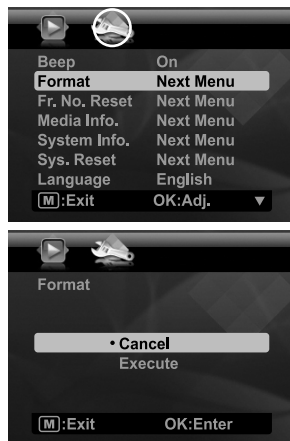 Beep On
Format Next Menu
Fr. No. Reset Next Menu
Media Info. Next Menu
System Info. Next Menu
Sys. Reset Next Menu
Language English
M:Exit OK:Adj. ▼
Format
• Cancel
Execute
M:Exit OK:Enter